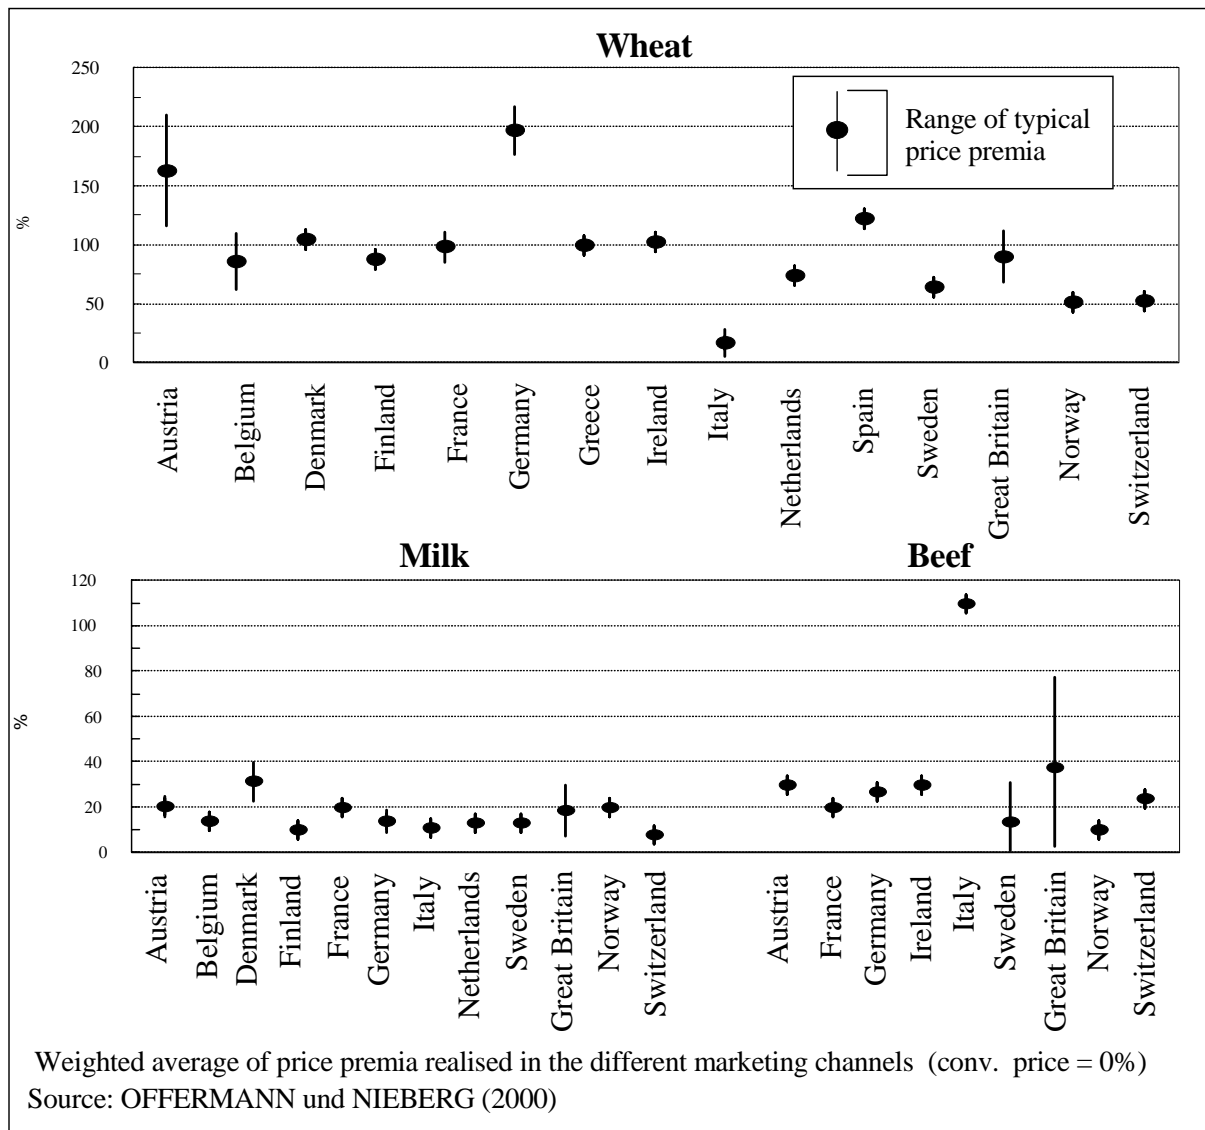 Wheat
250
200
150
100
50
0
%
Range of typical
price premia
Austria
Belgium
Denmark
Finland
France
Germany
Greece
Ireland
Italy
Netherlands
Spain
Sweden
Great Britain
Norway
Switzerland
Milk
Beef
120
100
80
60
40
20
0
%
Austria
Belgium
Denmark
Finland
France
Germany
Italy
Netherlands
Sweden
Great Britain
Norway
Switzerland
Austria
France
Germany
Ireland
Italy
Sweden
Great Britain
Norway
Switzerland
Weighted average of price premia realised in the different marketing channels (conv. price = 0%)
Source: OFFERMANN und NIEBERG (2000)